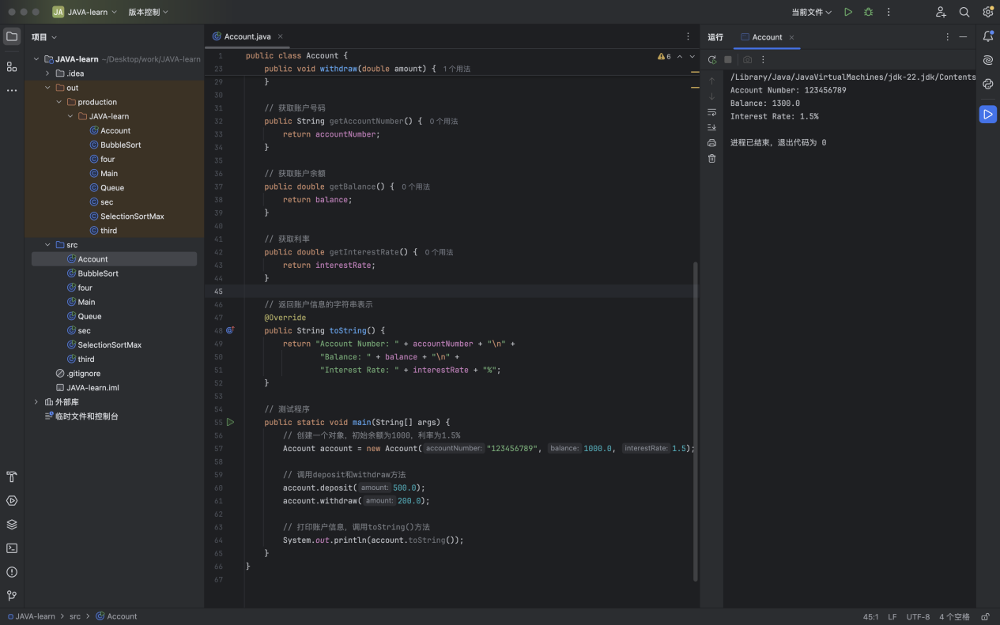 JA JAVA-learn 版本控制 当前文件
项目
JAVA-learn ~/Desktop/work/JAVA-learn
.idea
out
production
JAVA-learn
Account
BubbleSort
four
Main
Queue
sec
SelectionSortMax
third
src
Account
BubbleSort
four
Main
Queue
sec
SelectionSortMax
third
.gitignore
JAVA-learn.iml
外部库
临时文件和控制台
Account.java
6
1 public class Account {
23 public void withdraw(double amount) { 1 个用法
29 }
30
31 // 获取账户号码
32 public String getAccountNumber() { 0 个用法
33 return accountNumber;
34 }
35
36 // 获取账户余额
37 public double getBalance() { 0 个用法
38 return balance;
39 }
40
41 // 获取利率
42 public double getInterestRate() { 0 个用法
43 return interestRate;
44 }
45
46 // 返回账户信息的字符串表示
47 @Override
48 public String toString() {
49 return "Account Number: " + accountNumber + "\n" +
50 "Balance: " + balance + "\n" +
51 "Interest Rate: " + interestRate + "%";
52 }
53
54 // 测试程序
55 public static void main(String[] args) {
56 // 创建一个对象，初始余额为1000，利率为1.5%
57 Account account = new Account( accountNumber: "123456789", balance: 1000.0, interestRate: 1.5);
58
59 // 调用deposit和withdraw方法
60 account.deposit( amount: 500.0);
61 account.withdraw( amount: 200.0);
62
63 // 打印账户信息，调用toString()方法
64 System.out.println(account.toString());
65 }
66 }
67
运行 Account
/Library/Java/JavaVirtualMachines/jdk-22.jdk/Contents
Account Number: 123456789
Balance: 1300.0
Interest Rate: 1.5%
进程已结束，退出代码为 0
JAVA-learn > src > Account
45:1 LF UTF-8 4 个空格